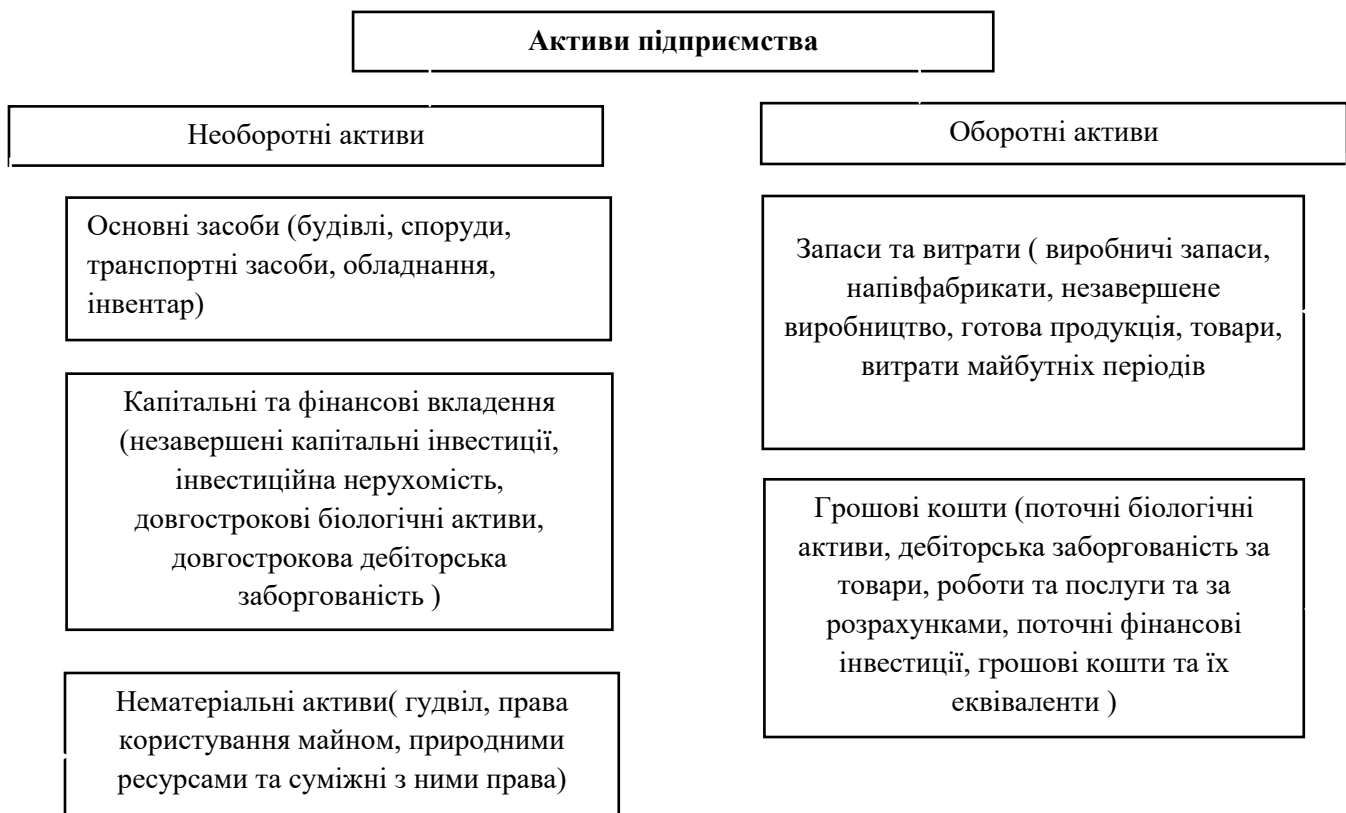 Активи підприємства
Необоротні активи
Основні засоби (будівлі, споруди,
транспортні засоби, обладнання,
інвентар)
Капітальні та фінансові вкладення
(незавершені капітальні інвестиції,
інвестиційна нерухомість,
довгострокові біологічні активи,
довгострокова дебіторська
заборгованість )
Нематеріальні активи( гудвіл, права
користування майном, природними
ресурсами та суміжні з ними права)
Оборотні активи
Запаси та витрати ( виробничі запаси,
напівфабрикати, незавершене
виробництво, готова продукція, товари,
витрати майбутніх періодів
Грошові кошти (поточні біологічні
активи, дебіторська заборгованість за
товари, роботи та послуги та за
розрахунками, поточні фінансові
інвестиції, грошові кошти та їх
еквіваленти )